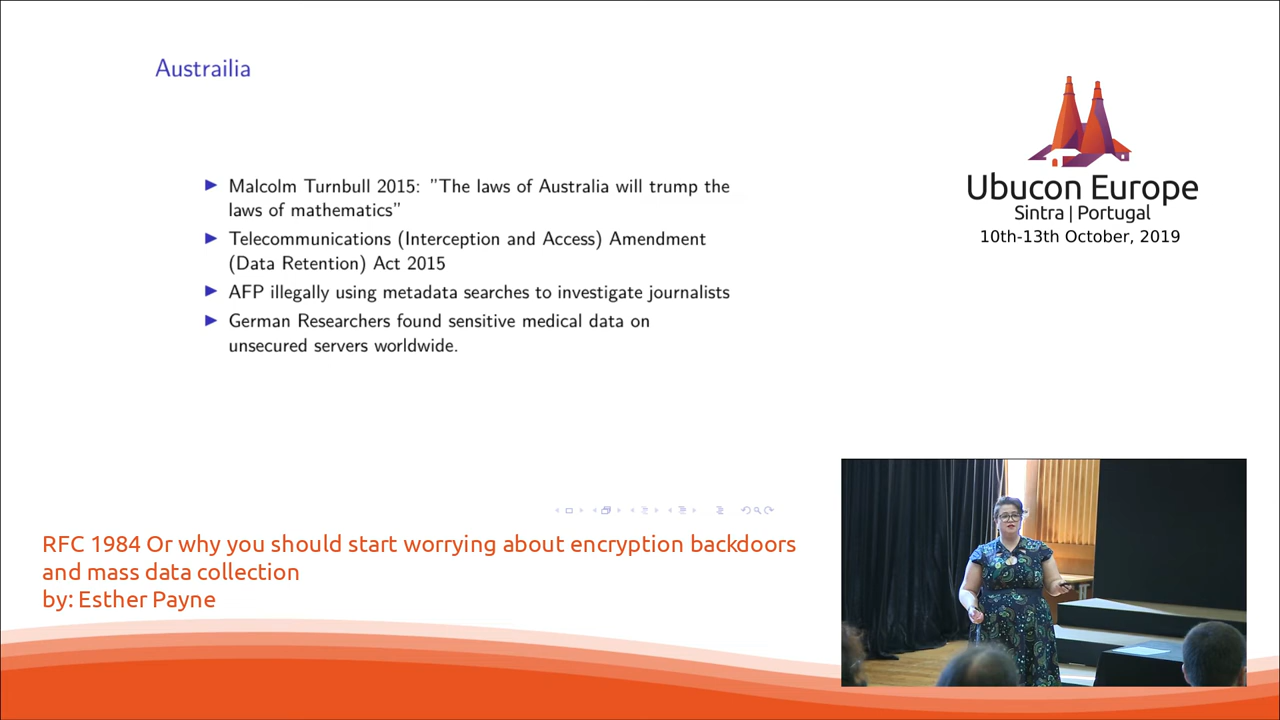 Austrailia
Malcolm Turnbull 2015: ”The laws of Australia will trump the
laws of mathematics”
Telecommunications (Interception and Access) Amendment
(Data Retention) Act 2015
AFP illegally using metadata searches to investigate journalists
German Researchers found sensitive medical data on
unsecured servers worldwide.
Ubucon Europe
Sintra | Portugal
10th-13th October, 2019
RFC 1984 Or why you should start worrying about encryption backdoors
and mass data collection
by: Esther Payne